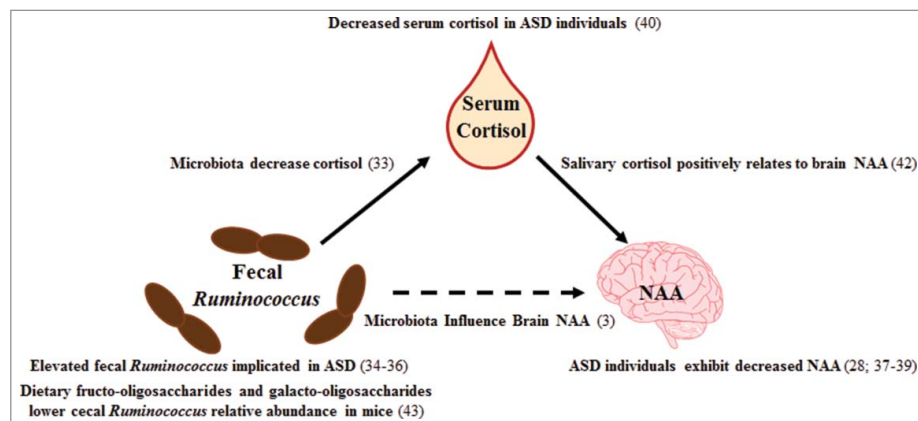 Decreased serum cortisol in ASD individuals (40)
Serum
Cortisol
Microbiota decrease cortisol (33)
Salivary cortisol positively relates to brain NAA (42)
Fecal
Ruminococcus
NAA
Microbiota Influence Brain NAA (3)
Elevated fecal Ruminococcus implicated in ASD (34-36)
ASD individuals exhibit decreased NAA (28; 37-39)
Dietary fructo-oligosaccharides and galacto-oligosaccharides
lower cecal Ruminococcus relative abundance in mice (43)